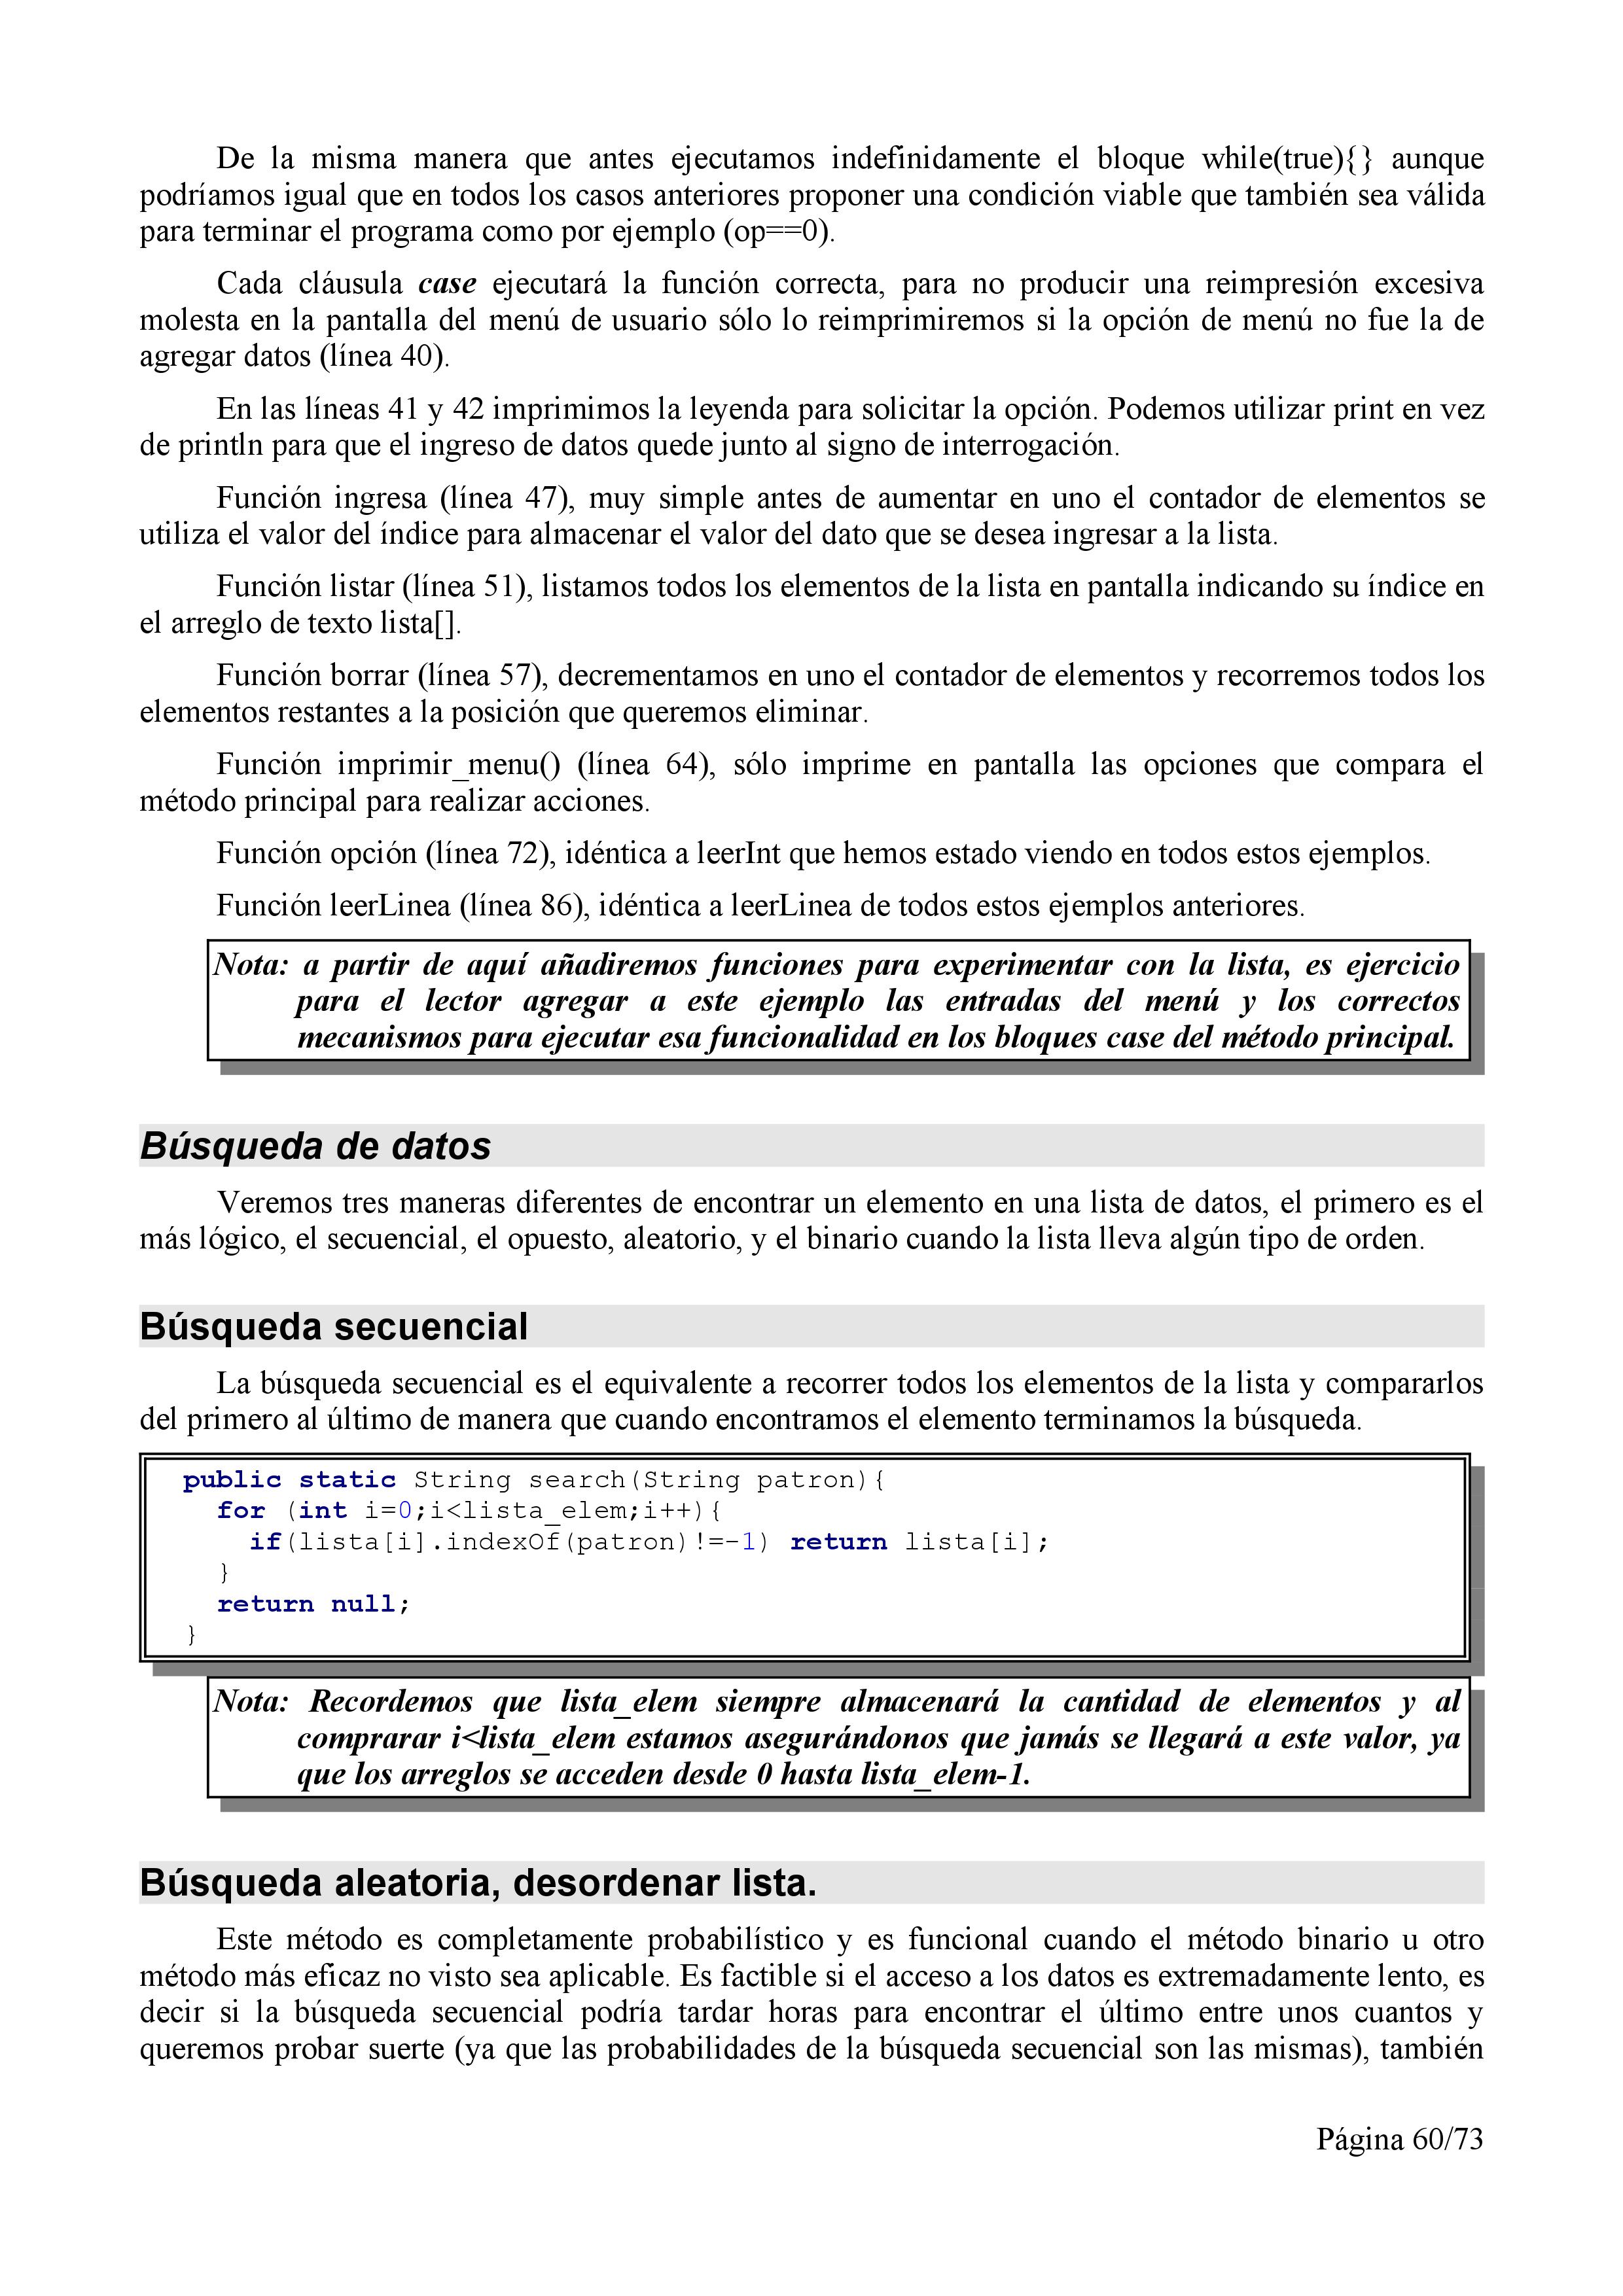 De la misma manera que antes ejecutamos indefinidamente el bloque while(true){} aunque
podríamos igual que en todos los casos anteriores proponer una condición viable que también sea válida
para terminar el programa como por ejemplo (op==0).
Cada cláusula case ejecutará la función correcta, para no producir una reimpresión excesiva
molesta en la pantalla del menú de usuario sólo lo reimprimiremos si la opción de menú no fue la de
agregar datos (línea 40).
En las líneas 41 y 42 imprimimos la leyenda para solicitar la opción. Podemos utilizar print en vez
de println para que el ingreso de datos quede junto al signo de interrogación.
Función ingresa (línea 47), muy simple antes de aumentar en uno el contador de elementos se
utiliza el valor del índice para almacenar el valor del dato que se desea ingresar a la lista.
Función listar (línea 51), listamos todos los elementos de la lista en pantalla indicando su índice en
el arreglo de texto lista[].
Función borrar (línea 57), decrementamos en uno el contador de elementos y recorremos todos los
elementos restantes a la posición que queremos eliminar.
Función imprimir_menu() (línea 64), sólo imprime en pantalla las opciones que compara el
método principal para realizar acciones.
Función opción (línea 72), idéntica a leerInt que hemos estado viendo en todos estos ejemplos.
Función leerLinea (línea 86), idéntica a leerLinea de todos estos ejemplos anteriores.
Nota: a partir de aquí añadiremos funciones para experimentar con la lista, es ejercicio
para el lector agregar a este ejemplo las entradas del menú y los correctos
mecanismos para ejecutar esa funcionalidad en los bloques case del método principal.
Búsqueda de datos
Veremos tres maneras diferentes de encontrar un elemento en una lista de datos, el primero es el
más lógico, el secuencial, el opuesto, aleatorio, y el binario cuando la lista lleva algún tipo de orden.
Búsqueda secuencial
La búsqueda secuencial es el equivalente a recorrer todos los elementos de la lista y compararlos
del primero al último de manera que cuando encontramos el elemento terminamos la búsqueda.
public static String search(String patron){
for (int i=0;i<lista_elem;i++){
if(lista[i].indexOf(patron)!=-1) return lista[i];
}
return null;
}
Nota: Recordemos que lista_elem siempre almacenará la cantidad de elementos y al
comprarar i<lista_elem estamos asegurándonos que jamás se llegará a este valor, ya
que los arreglos se acceden desde 0 hasta lista_elem-1.
Búsqueda aleatoria, desordenar lista.
Este método es completamente probabilístico y es funcional cuando el método binario u otro
método más eficaz no visto sea aplicable. Es factible si el acceso a los datos es extremadamente lento, es
decir si la búsqueda secuencial podría tardar horas para encontrar el último entre unos cuantos y
queremos probar suerte (ya que las probabilidades de la búsqueda secuencial son las mismas), también
Página 60/73